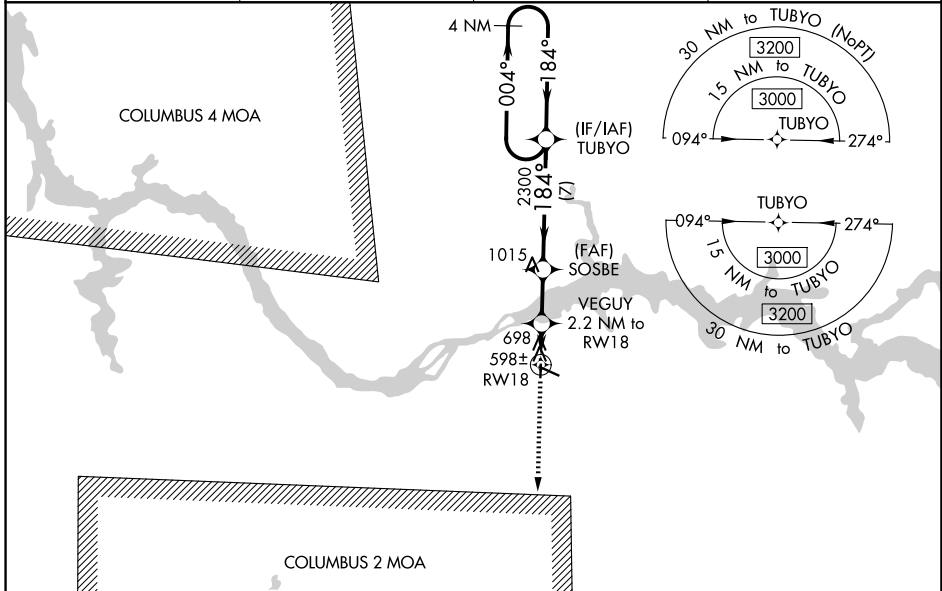 COLUMBUS 4 MOA
4 NM
004°
184°
(IF/IAF)
TUBYO
2300
184°
(7)
1015
(FAF)
SOSBE
VEGUY
2.2 NM to
RW18
698
598±
RW18
COLUMBUS 2 MOA
30 NM to TUBYO (NoPT)
3200
15 NM to TUBYO
3000
TUBYO
094°
274°
TUBYO
094°
274°
3000
15 NM to TUBYO
3200
30 NM to TUBYO